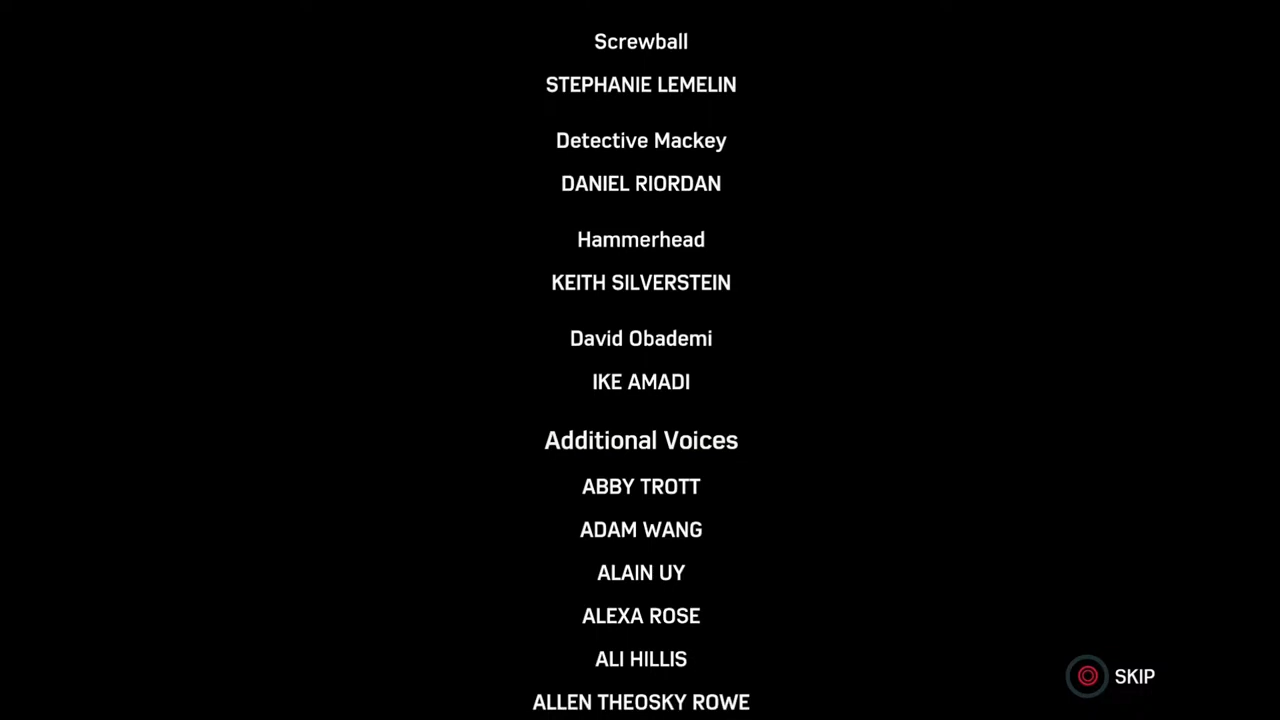 Screwball
STEPHANIE LEMELIN
Detective Mackey
DANIEL RIORDAN
Hammerhead
KEITH SILVERSTEIN
David Obademi
IKE AMADI
Additional Voices
ABBY TROTT
ADAM WANG
ALAIN UY
ALEXA ROSE
ALI HILLIS
SKIP
ALLEN THEOSKY ROWE